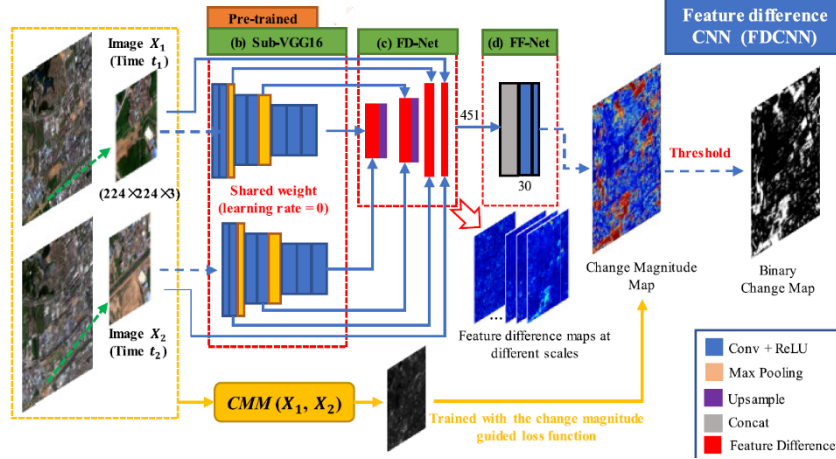 Feature difference
CNN (FDCNN)
Pre-trained
(b) Sub-VGG16
(c) FD-Net
(d) FF-Net
Image X₁
(Time t₁)
(224×224×3)
Shared weight
(learning rate = 0)
451
30
Threshold
Image X₂
(Time t₂)
...
Feature difference maps at
different scales
Change Magnitude
Map
Binary
Change Map
CMM (X₁, X₂)
Trained with the change magnitude
guided loss function
Conv + ReLU
Max Pooling
Upsample
Concat
Feature Difference